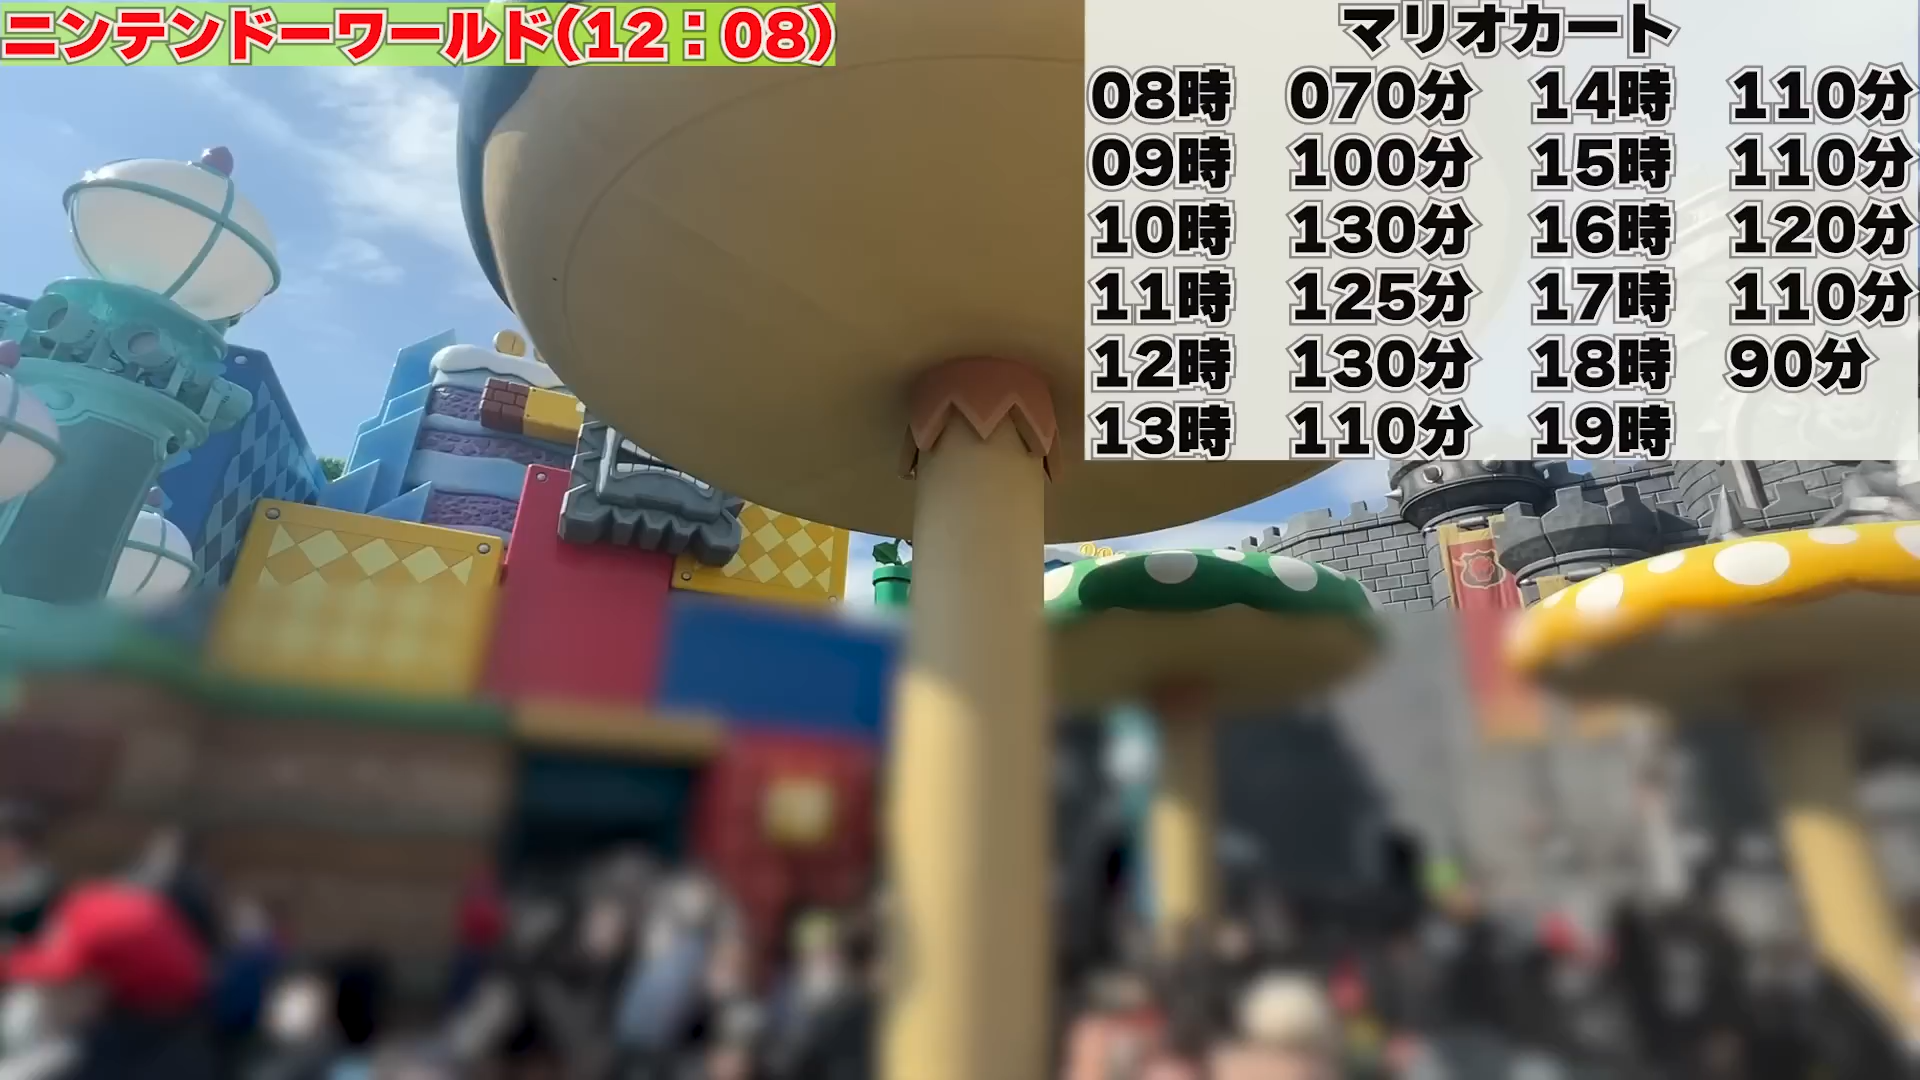 ニンテンドーワールド(12：08)
マリオカート
08時 070分 14時 110分
09時 100分 15時 110分
10時 130分 16時 120分
11時 125分 17時 110分
12時 130分 18時 90分
13時 110分 19時